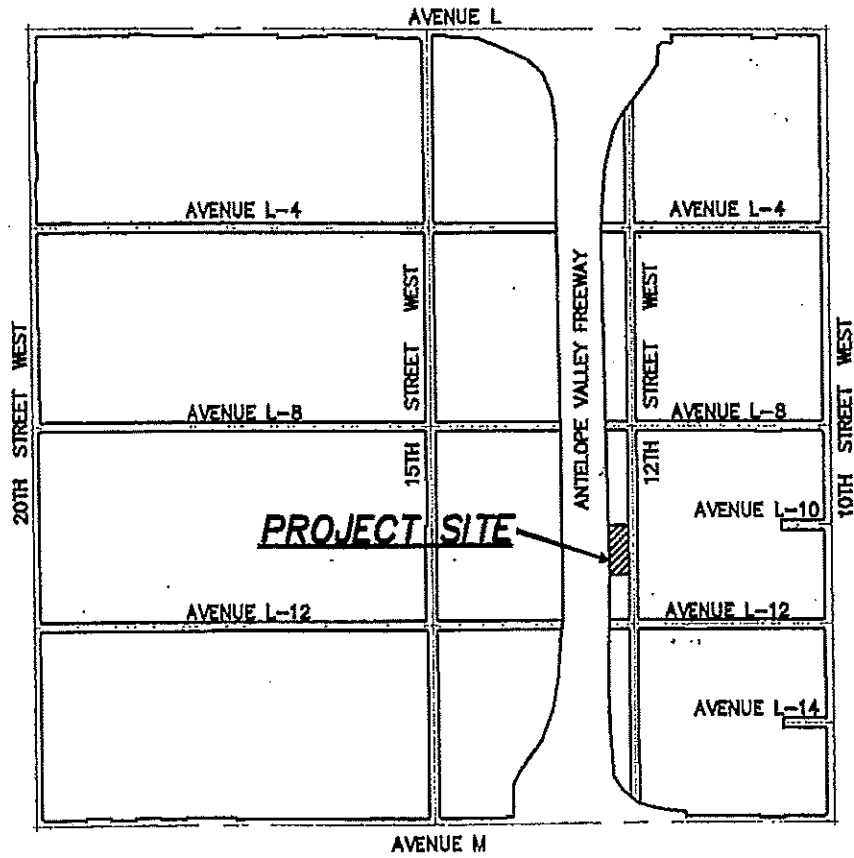 AVENUE L
AVENUE L-4
AVENUE L-4
ANTELOPE VALLEY FREEWAY
15TH STREET WEST
12TH STREET WEST
20TH STREET WEST
10TH STREET WEST
AVENUE L-8
AVENUE L-8
AVENUE L-10
PROJECT SITE
AVENUE L-12
AVENUE L-12
AVENUE L-14
AVENUE M